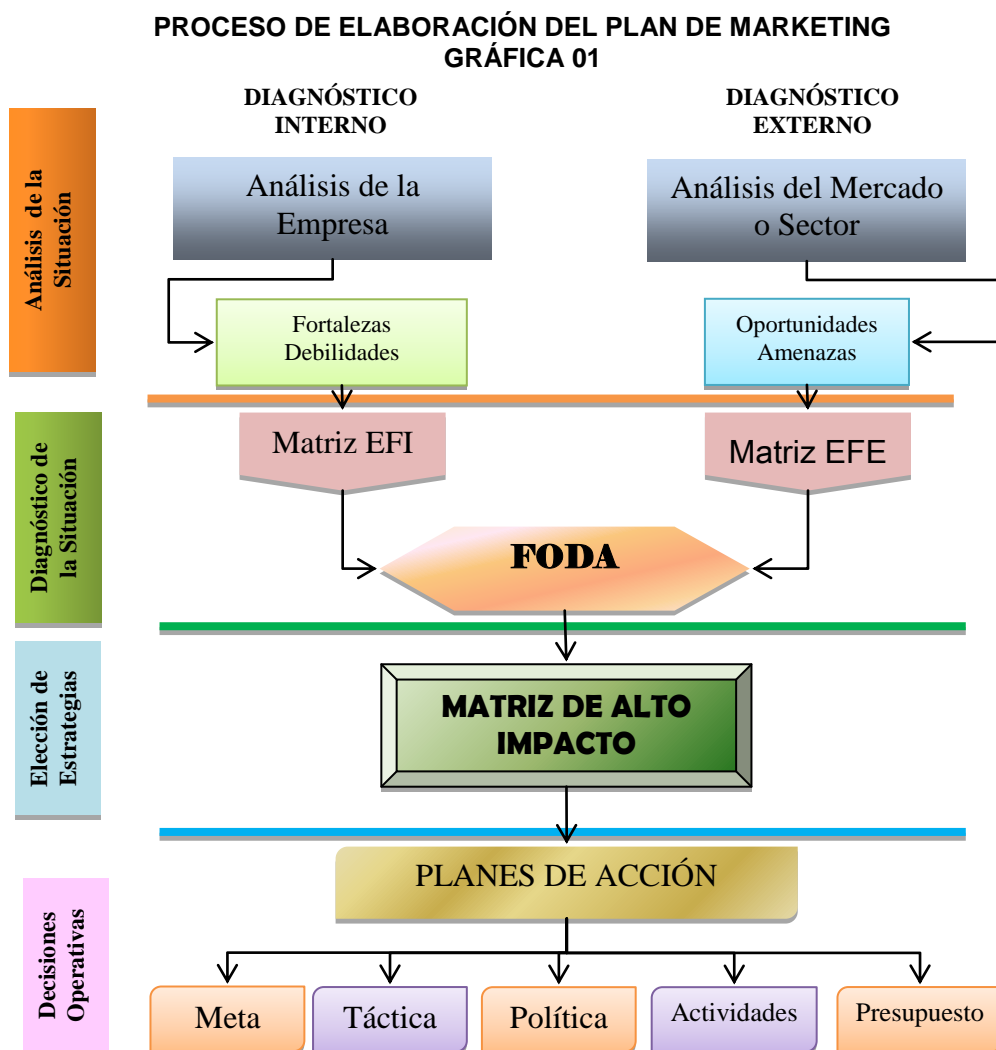 PROCESO DE ELABORACIÓN DEL PLAN DE MARKETING
GRÁFICA 01
DIAGNÓSTICO
INTERNO
DIAGNÓSTICO
EXTERNO
Análisis de la
Situación
Análisis de la
Empresa
Análisis del Mercado
o Sector
Fortalezas
Debilidades
Oportunidades
Amenazas
Diagnóstico de
la Situación
Matriz EFI
Matriz EFE
FODA
Elección de
Estrategias
MATRIZ DE ALTO
IMPACTO
Decisiones
Operativas
PLANES DE ACCIÓN
Meta
Táctica
Política
Actividades
Presupuesto